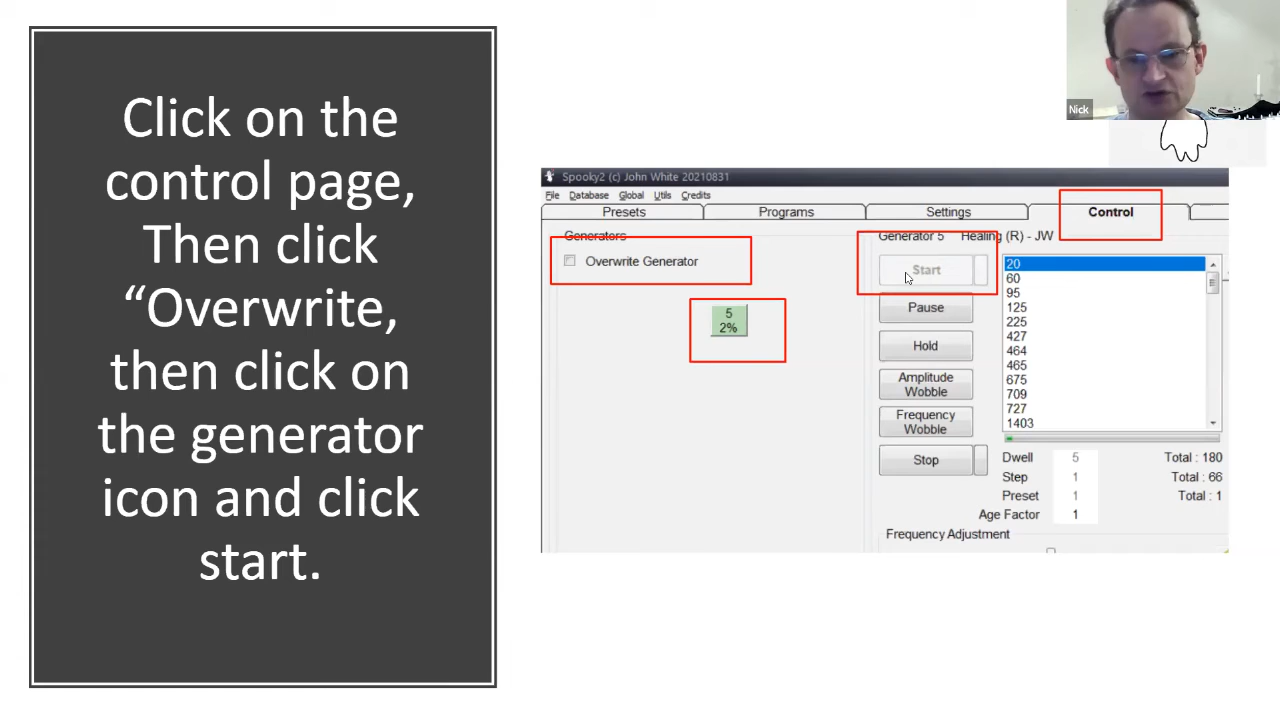 Click on the
control page,
Then click
“Overwrite,
then click on
the generator
icon and click
start.
Nick
Spooky2 (c) John White 20210831
File Database Global Utils Credits
Presets Programs Settings Control
Generators
Overwrite Generator
5
2%
Generator 5 Healing (R) - JW
Start
Pause
Hold
Amplitude
Wobble
Frequency
Wobble
Stop
20
60
95
125
225
427
464
465
675
709
727
1403
Dwell 5 Total : 180
Step 1 Total : 66
Preset 1 Total : 1
Age Factor 1
Frequency Adjustment